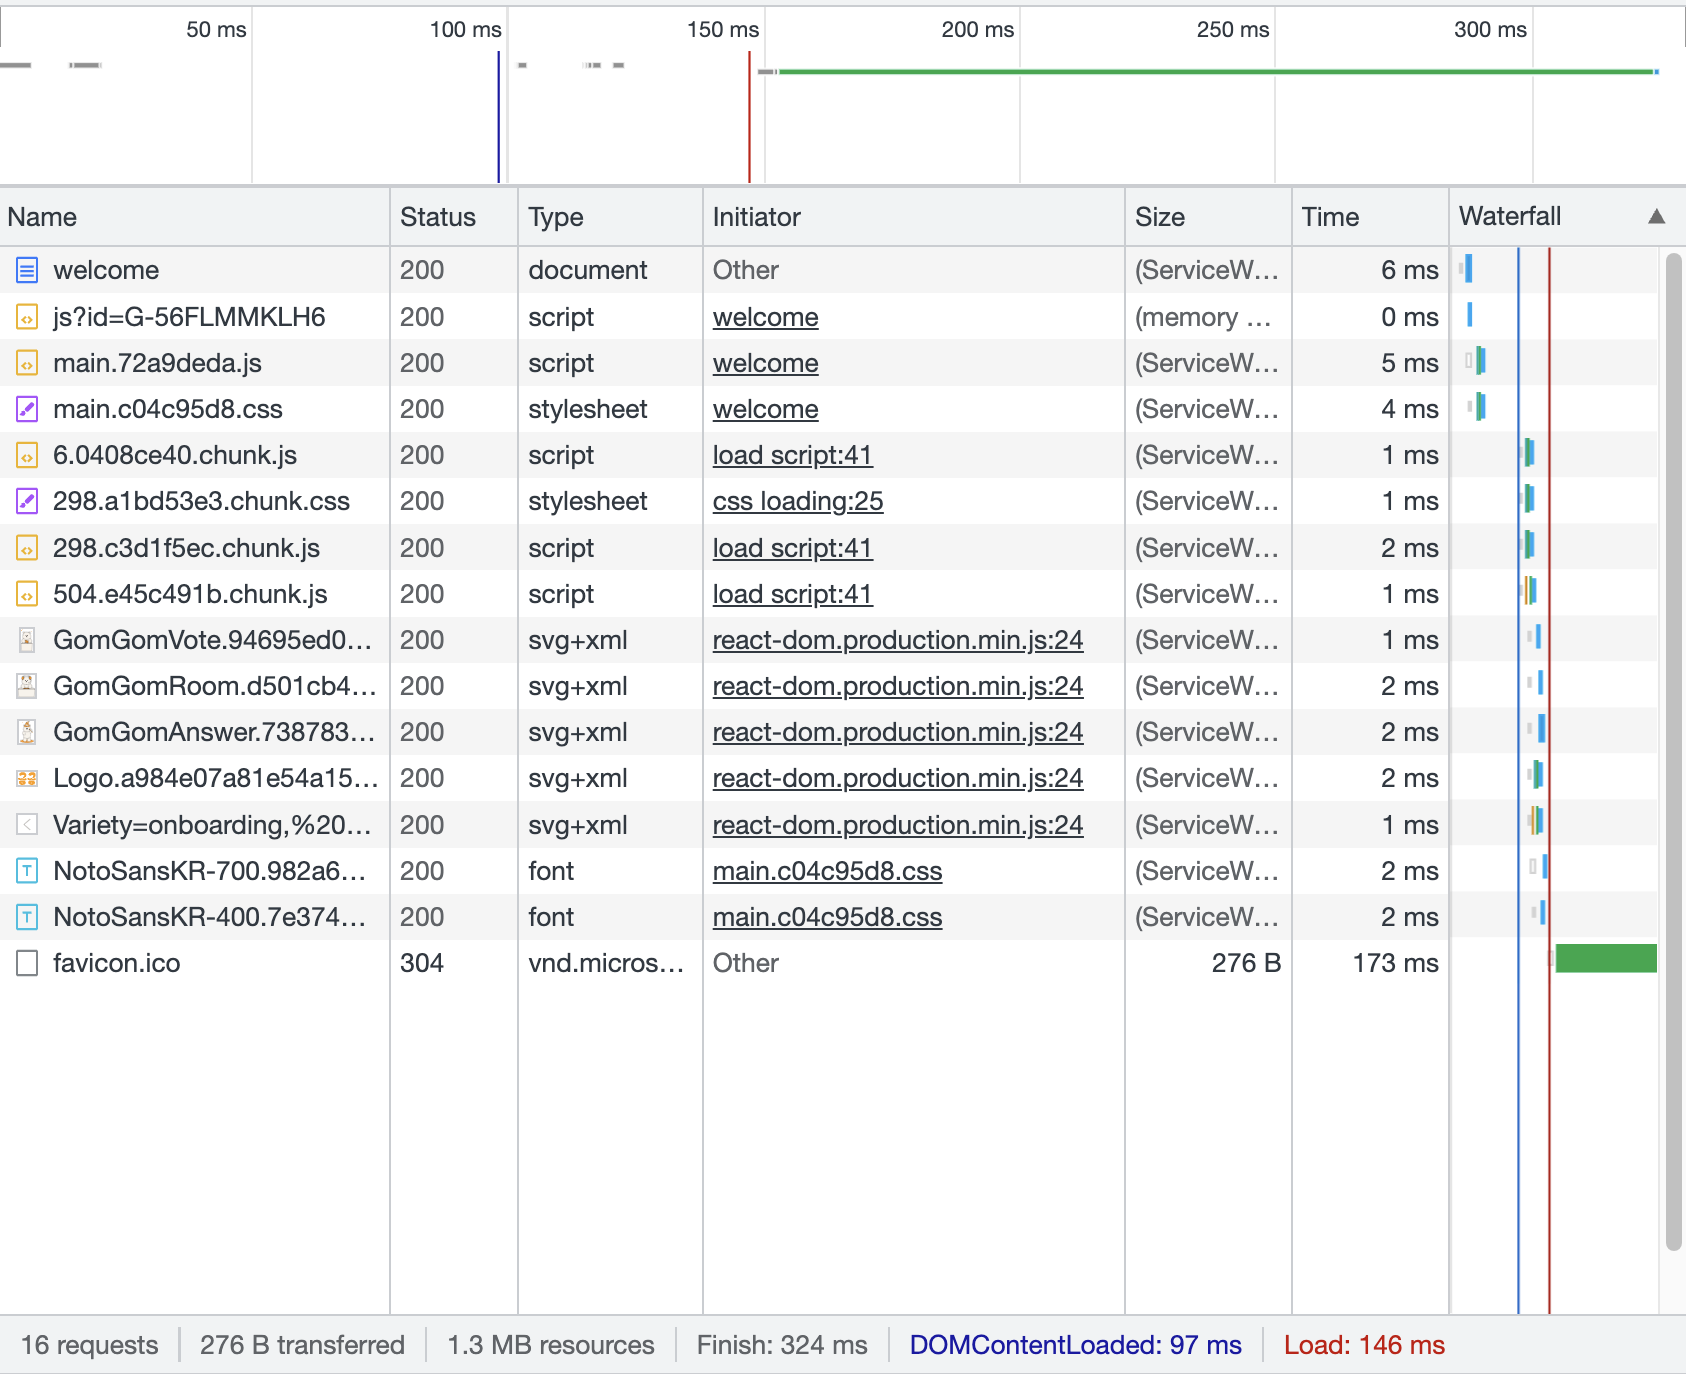 50 ms 100 ms 150 ms 200 ms 250 ms 300 ms
Name Status Type Initiator Size Time Waterfall ▲
welcome 200 document Other (ServiceW... 6 ms
js?id=G-56FLMMKLH6 200 script welcome (memory ... 0 ms
main.72a9deda.js 200 script welcome (ServiceW... 5 ms
main.c04c95d8.css 200 stylesheet welcome (ServiceW... 4 ms
6.0408ce40.chunk.js 200 script load script:41 (ServiceW... 1 ms
298.a1bd53e3.chunk.css 200 stylesheet css loading:25 (ServiceW... 1 ms
298.c3d1f5ec.chunk.js 200 script load script:41 (ServiceW... 2 ms
504.e45c491b.chunk.js 200 script load script:41 (ServiceW... 1 ms
GomGomVote.94695ed0... 200 svg+xml react-dom.production.min.js:24 (ServiceW... 1 ms
GomGomRoom.d501cb4... 200 svg+xml react-dom.production.min.js:24 (ServiceW... 2 ms
GomGomAnswer.738783... 200 svg+xml react-dom.production.min.js:24 (ServiceW... 2 ms
Logo.a984e07a81e54a15... 200 svg+xml react-dom.production.min.js:24 (ServiceW... 2 ms
Variety=onboarding,%20... 200 svg+xml react-dom.production.min.js:24 (ServiceW... 1 ms
NotoSansKR-700.982a6... 200 font main.c04c95d8.css (ServiceW... 2 ms
NotoSansKR-400.7e374... 200 font main.c04c95d8.css (ServiceW... 2 ms
favicon.ico 304 vnd.micros... Other 276 B 173 ms
16 requests 276 B transferred 1.3 MB resources Finish: 324 ms DOMContentLoaded: 97 ms Load: 146 ms